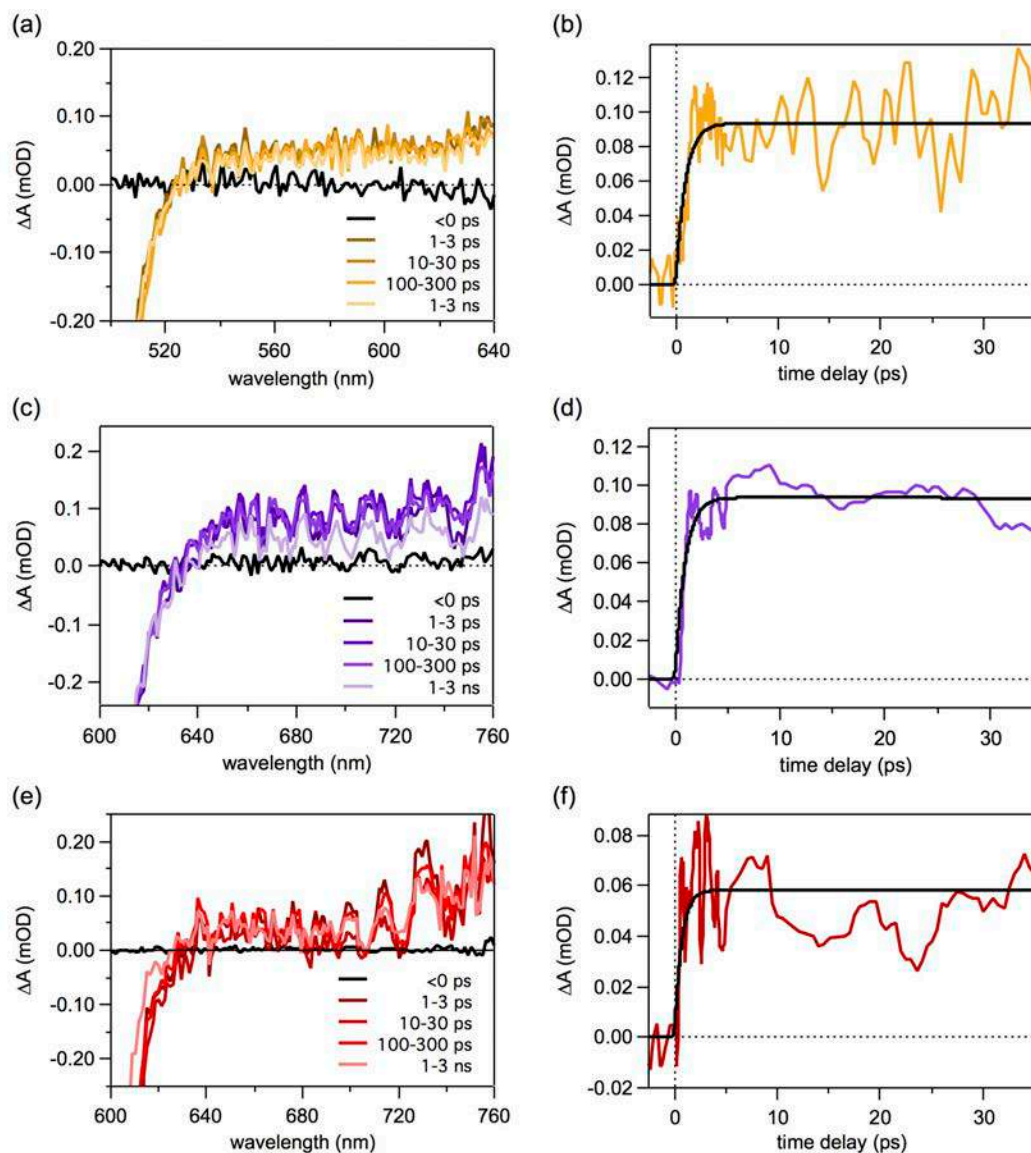 (a)
0.20
0.10
0.00
-0.10
-0.20
ΔA (mOD)
<0 ps
1-3 ps
10-30 ps
100-300 ps
1-3 ns
520
560
600
640
wavelength (nm)
(b)
0.12
0.10
0.08
0.06
0.04
0.02
0.00
ΔA (mOD)
0
10
20
30
time delay (ps)
(c)
0.2
0.1
0.0
-0.1
-0.2
ΔA (mOD)
<0 ps
1-3 ps
10-30 ps
100-300 ps
1-3 ns
600
640
680
720
760
wavelength (nm)
(d)
0.12
0.10
0.08
0.06
0.04
0.02
0.00
ΔA (mOD)
0
10
20
30
time delay (ps)
(e)
0.20
0.10
0.00
-0.10
-0.20
ΔA (mOD)
<0 ps
1-3 ps
10-30 ps
100-300 ps
1-3 ns
600
640
680
720
760
wavelength (nm)
(f)
0.08
0.06
0.04
0.02
0.00
-0.02
ΔA (mOD)
0
10
20
30
time delay (ps)